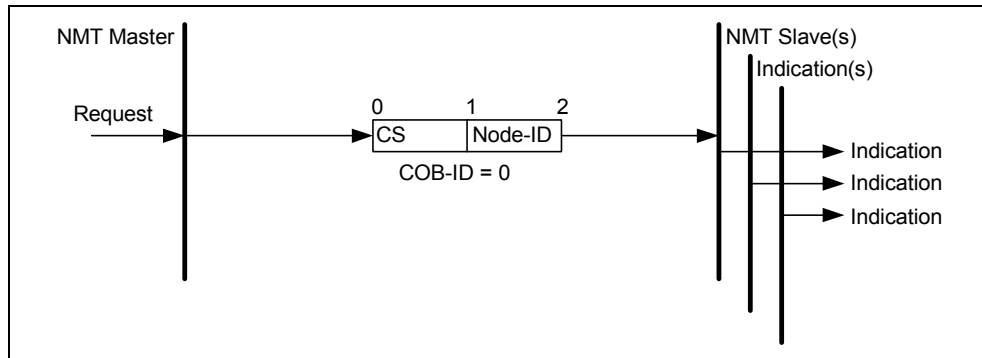 NMT Master
NMT Slave(s)
Indication(s)
Request
0 1 2
CS Node-ID
COB-ID = 0
Indication
Indication
Indication